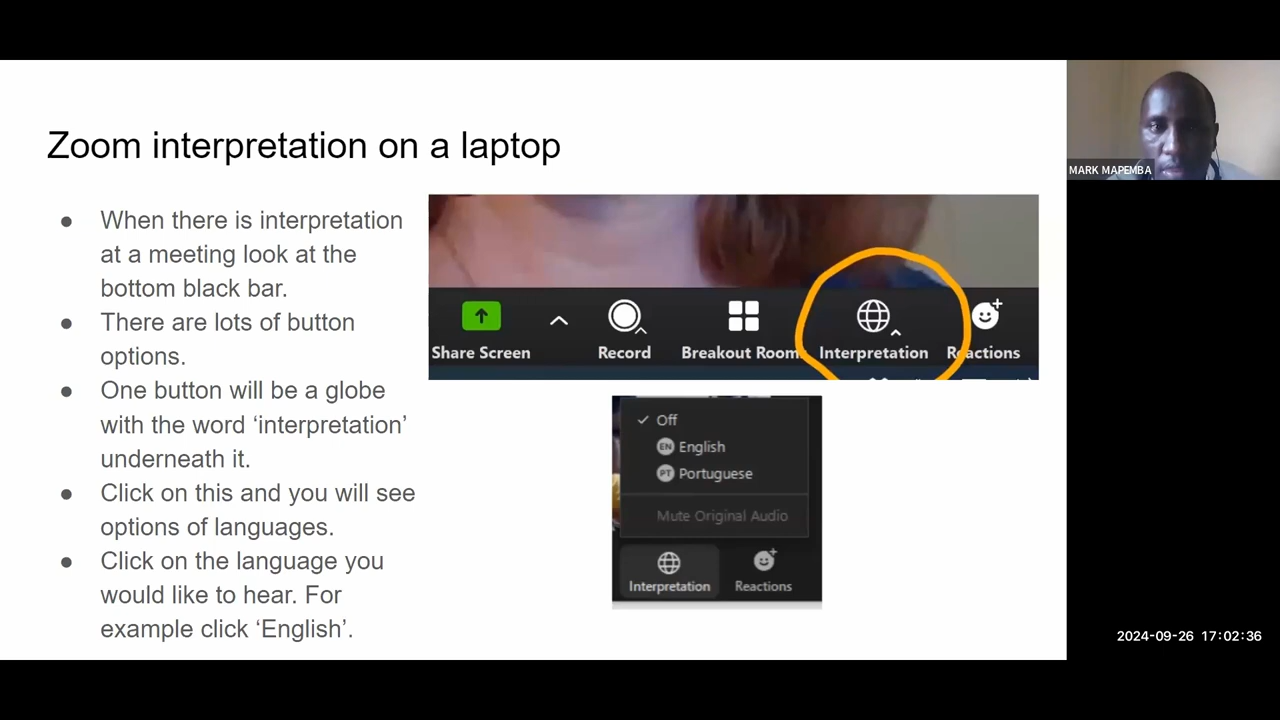 Zoom interpretation on a laptop
● When there is interpretation
at a meeting look at the
bottom black bar.
● There are lots of button
options.
● One button will be a globe
with the word ‘interpretation’
underneath it.
● Click on this and you will see
options of languages.
● Click on the language you
would like to hear. For
example click ‘English’.
Share Screen
Record
Breakout Room
Interpretation
Reactions
Off
EN English
PT Portuguese
Mute Original Audio
Interpretation
Reactions
MARK MAPEMBA
2024-09-26 17:02:36